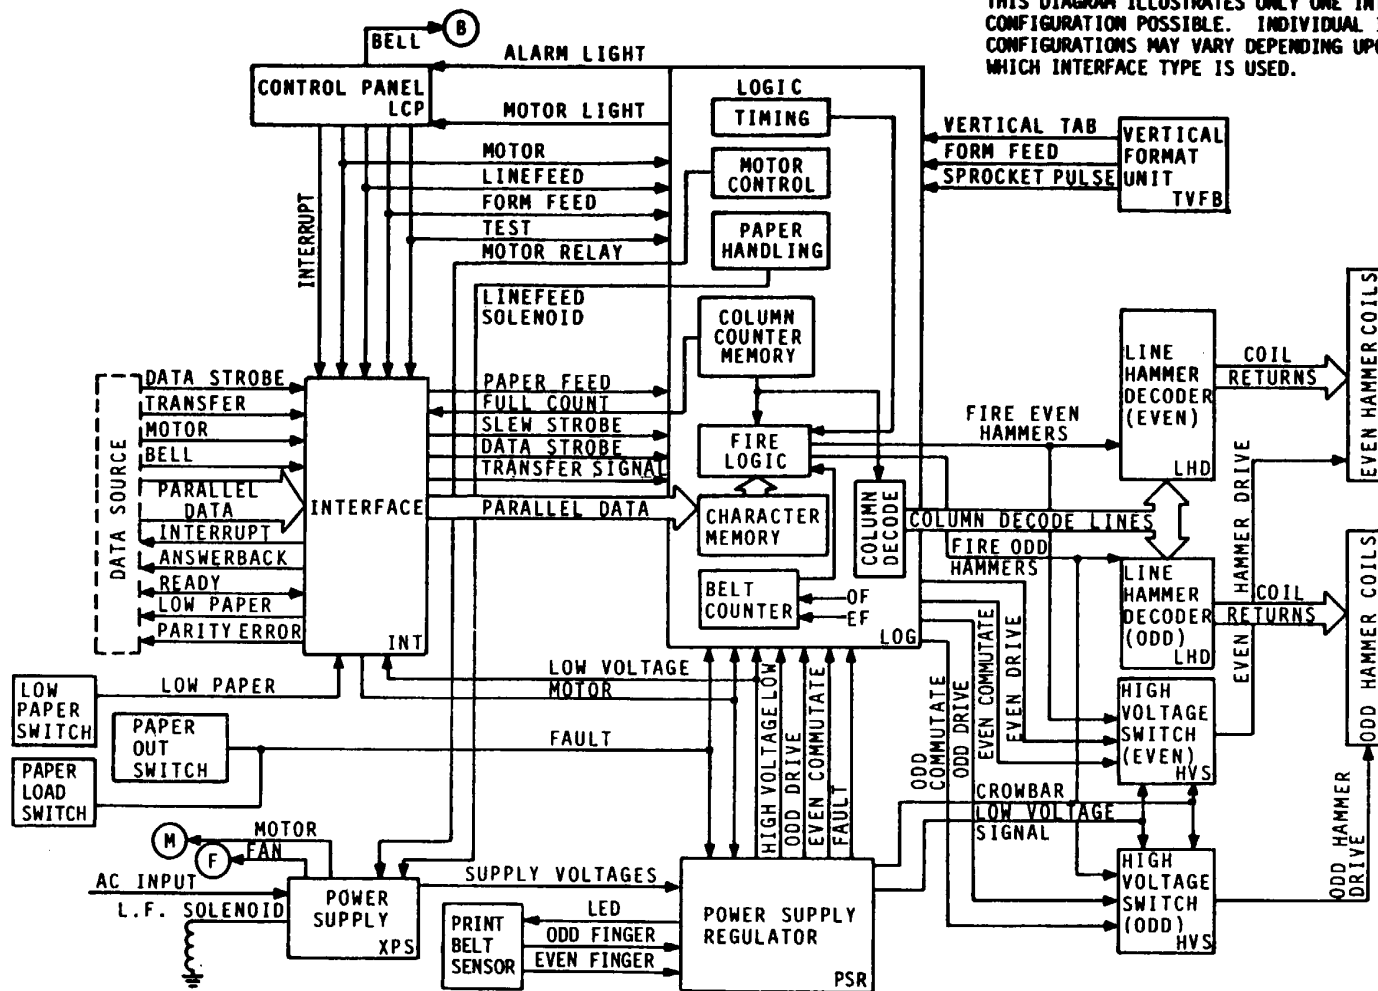 THIS DIAGRAM ILLUSTRATES ONLY ONE
CONFIGURATION POSSIBLE. INDIVIDUAL
CONFIGURATIONS MAY VARY DEPENDING
WHICH INTERFACE TYPE IS USED.
BELL
B
CONTROL PANEL
LCP
ALARM LIGHT
MOTOR LIGHT
MOTOR
LINEFEED
FORM FEED
TEST
MOTOR RELAY
LINEFEED
SOLENOID
INTERRUPT
LOGIC
TIMING
MOTOR
CONTROL
PAPER
HANDLING
COLUMN
COUNTER
MEMORY
FIRE
LOGIC
CHARACTER
MEMORY
COLUMN
DECODE
BELT
COUNTER
OF
EF
LOG
VERTICAL TAB
FORM FEED
SPROCKET PULSE
VERTICAL
FORMAT
UNIT
TVFB
DATA SOURCE
DATA STROBE
TRANSFER
MOTOR
BELL
PARALLEL
DATA
INTERRUPT
ANSWERBACK
READY
LOW PAPER
PARITY ERROR
INTERFACE
INT
PAPER FEED
FULL COUNT
SLEW STROBE
DATA STROBE
TRANSFER SIGNAL
PARALLEL DATA
FIRE EVEN
HAMMERS
COLUMN DECODE LINES
FIRE ODD
HAMMERS
LINE
HAMMER
DECODER
(EVEN)
LHD
COIL
RETURNS
EVEN HAMMER COILS
EVEN HAMMER DRIVE
LINE
HAMMER
DECODER
(ODD)
LHD
COIL
RETURNS
ODD HAMMER COILS
ODD HAMMER
DRIVE
LOW
PAPER
SWITCH
LOW PAPER
PAPER
OUT
SWITCH
PAPER
LOAD
SWITCH
LOW VOLTAGE
MOTOR
FAULT
HIGH VOLTAGE LOW
ODD DRIVE
EVEN COMMUTATE
FAULT
ODD
COMMUTATE
ODD DRIVE
EVEN COMMUTATE
EVEN DRIVE
HIGH
VOLTAGE
SWITCH
(EVEN)
HVS
CROWBAR
LOW VOLTAGE
SIGNAL
HIGH
VOLTAGE
SWITCH
(ODD)
HVS
M
MOTOR
F
FAN
AC INPUT
L.F. SOLENOID
POWER
SUPPLY
XPS
SUPPLY VOLTAGES
PRINT
BELT
SENSOR
LED
ODD FINGER
EVEN FINGER
POWER SUPPLY
REGULATOR
PSR